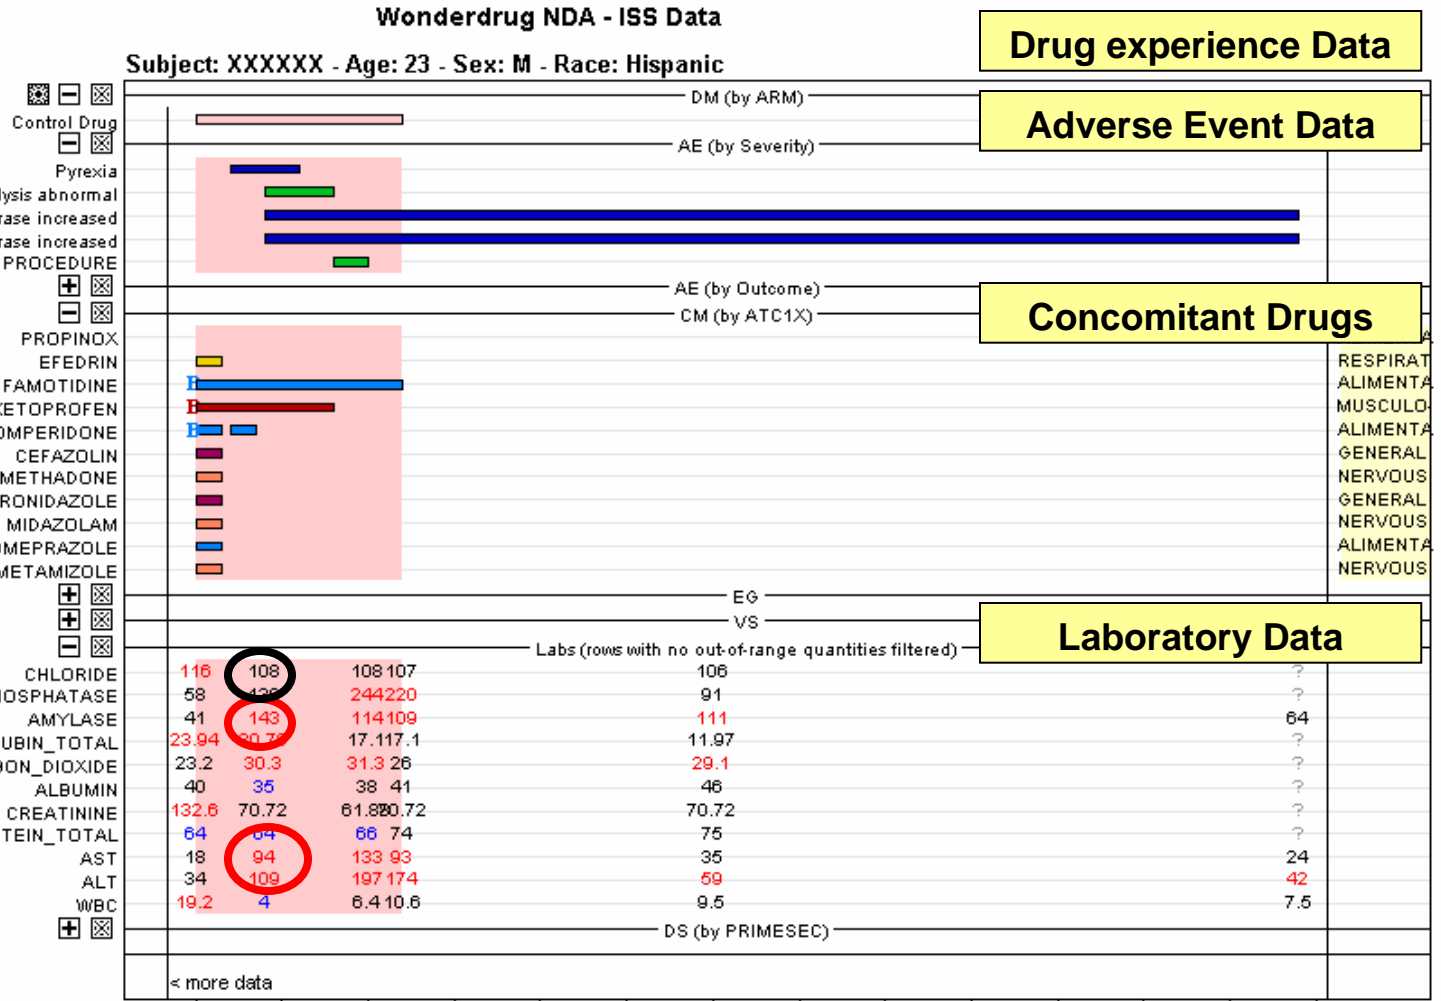 Wonderdrug NDA - ISS Data
Drug experience Data
Subject: XXXXXX - Age: 23 - Sex: M - Race: Hispanic
DM (by ARM)
Control Drug
Adverse Event Data
AE (by Severity)
Pyrexia
lysis abnormal
rase increased
rase increased
PROCEDURE
AE (by Outcome)
CM (by ATC1X)
Concomitant Drugs
PROPINOX
EFEDRIN RESPIRAT
FAMOTIDINE B ALIMENTA
KETOPROFEN B MUSCULO-
OMPERIDONE B ALIMENTA
CEFAZOLIN GENERAL
METHADONE NERVOUS
RONIDAZOLE GENERAL
MIDAZOLAM NERVOUS
OMEPRAZOLE ALIMENTA
METAMIZOLE NERVOUS
EG
VS
Laboratory Data
Labs (rows with no out-of-range quantities filtered)
CHLORIDE 116 108 108 107 106 ?
HOSPHATASE 58 244 220 91 ?
AMYLASE 41 143 114 109 111 64
UBIN_TOTAL 23.94 17.1 17.1 11.97 ?
BON_DIOXIDE 23.2 30.3 31.3 26 29.1 ?
ALBUMIN 40 35 38 41 46 ?
CREATININE 132.6 70.72 70.72 ?
TEIN_TOTAL 64 64 66 74 75 ?
AST 18 94 133 93 35 24
ALT 34 109 197 174 59 42
WBC 19.2 4 6.4 10.6 9.5 7.5
DS (by PRIMESEC)
< more data